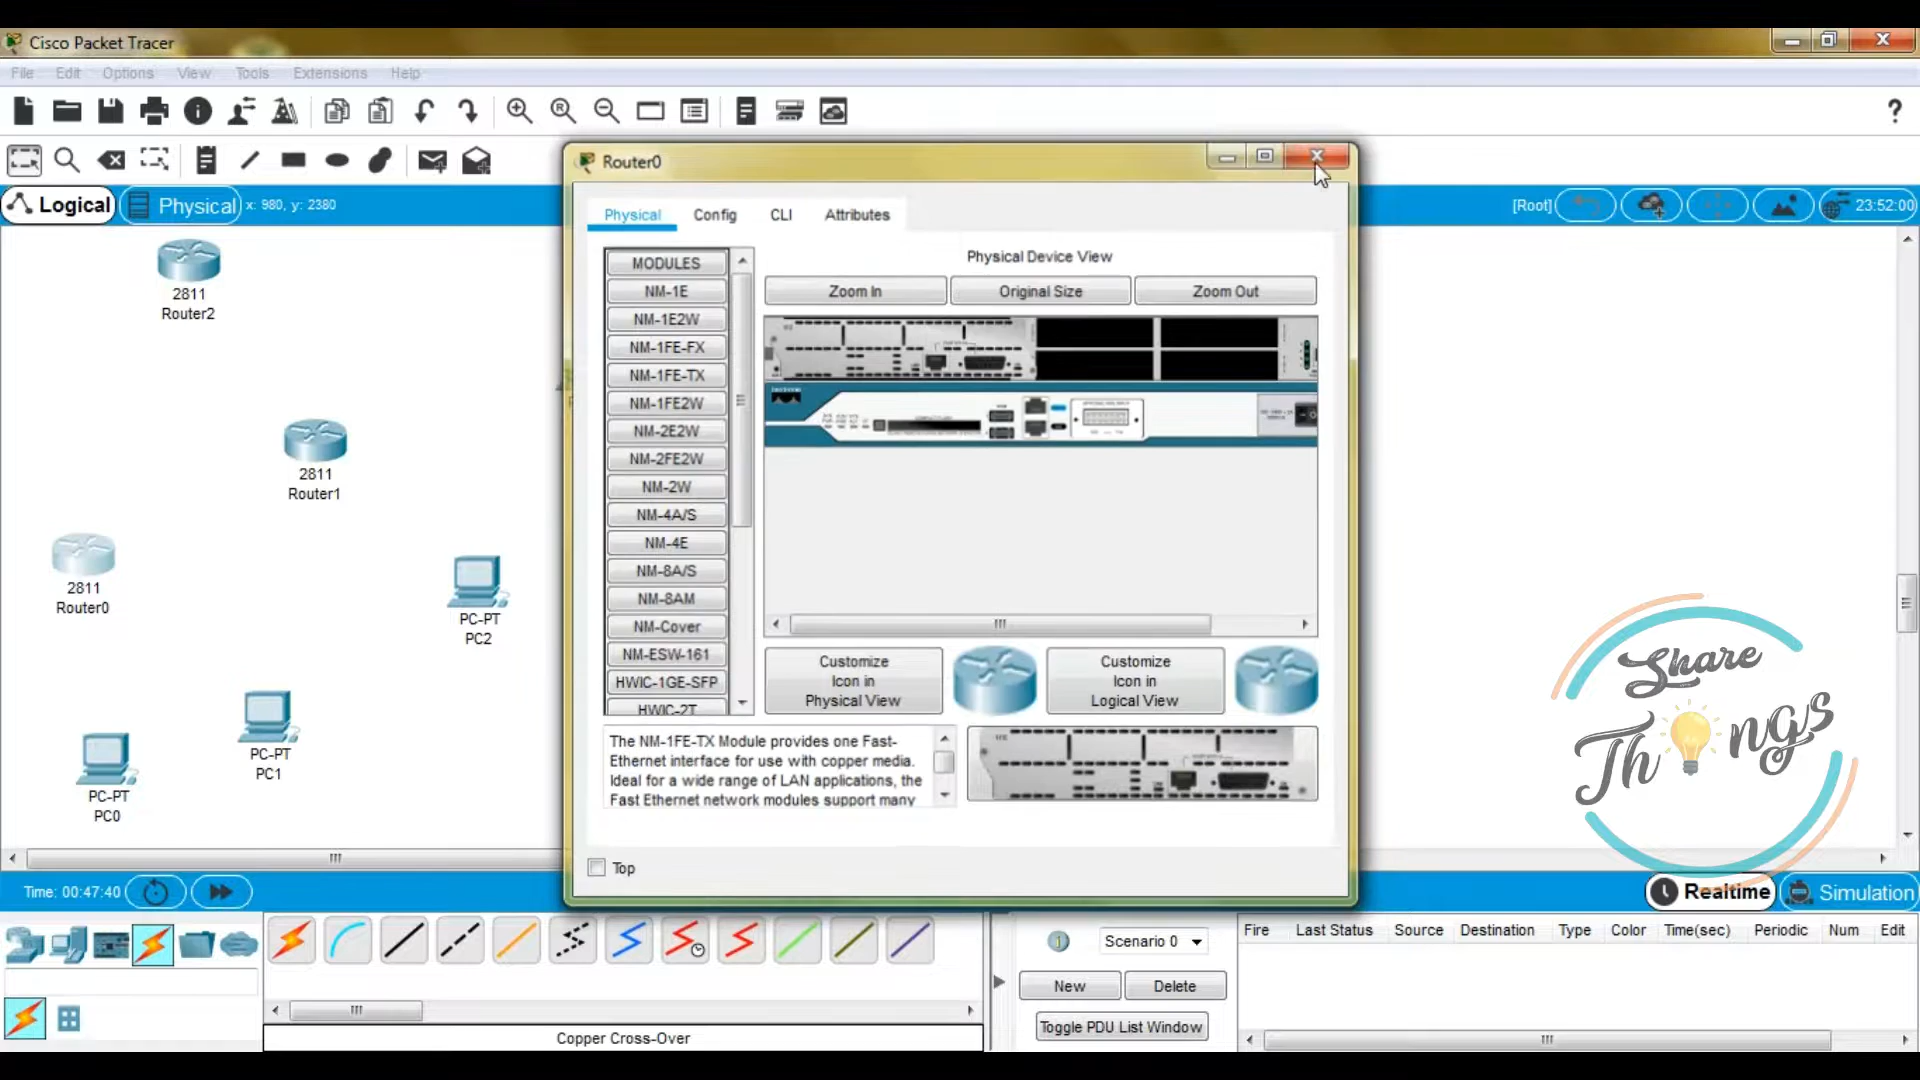 Cisco Packet Tracer
File Edit Options View Tools Extensions Help
?
Logical Physical x: 980, y: 2380
[Root] 23:52:00
2811
Router2
2811
Router1
2811
Router0
PC-PT
PC2
PC-PT
PC1
PC-PT
PC0
Router0
Physical Config CLI Attributes
MODULES
NM-1E
NM-1E2W
NM-1FE-FX
NM-1FE-TX
NM-1FE2W
NM-2E2W
NM-2FE2W
NM-2W
NM-4A/S
NM-4E
NM-8A/S
NM-8AM
NM-Cover
NM-ESW-161
HWIC-1GE-SFP
HWIC-2T
Physical Device View
Zoom In Original Size Zoom Out
Customize
Icon in
Physical View
Customize
Icon in
Logical View
The NM-1FE-TX Module provides one Fast-
Ethernet interface for use with copper media.
Ideal for a wide range of LAN applications, the
Fast Ethernet network modules support many
Top
Share
Things
Time: 00:47:40
Realtime Simulation
Copper Cross-Over
Scenario 0
New Delete
Toggle PDU List Window
Fire Last Status Source Destination Type Color Time(sec) Periodic Num Edit